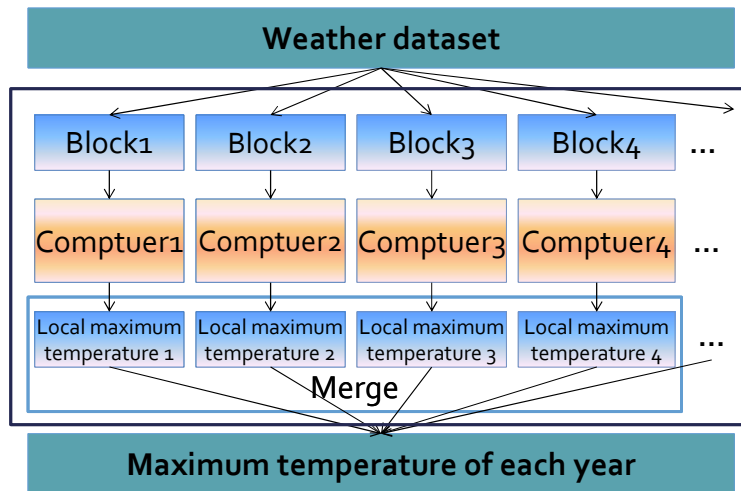 Weather dataset
Block1 Block2 Block3 Block4 ...
Comptuer1 Comptuer2 Comptuer3 Comptuer4 ...
Local maximum Local maximum Local maximum Local maximum ...
temperature 1 temperature 2 temperature 3 temperature 4
Merge
Maximum temperature of each year